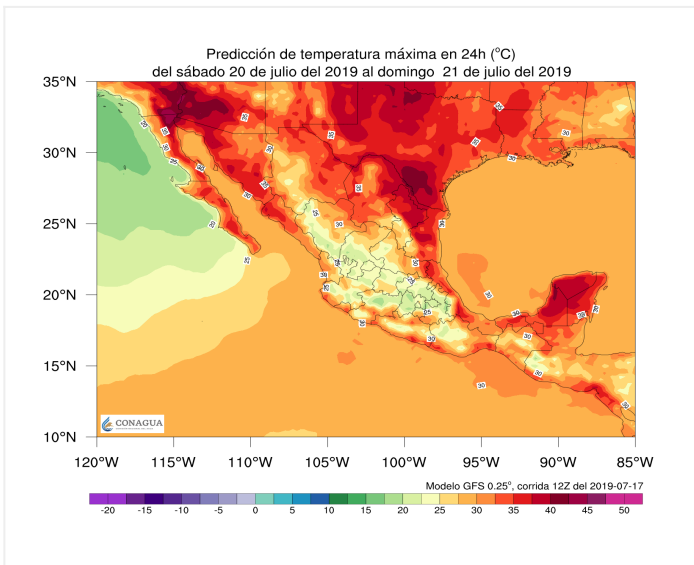 Predicción de temperatura máxima en 24h (°C)
del sábado 20 de julio del 2019 al domingo  21 de julio del 2019
35°N
30°N
25°N
20°N
15°N
10°N
CONAGUA
120°W 115°W 110°W 105°W 100°W 95°W 90°W 85°W
Modelo GFS 0.25°, corrida 12Z del 2019-07-17
-20 -15 -10 -5 0 5 10 15 20 25 30 35 40 45 50